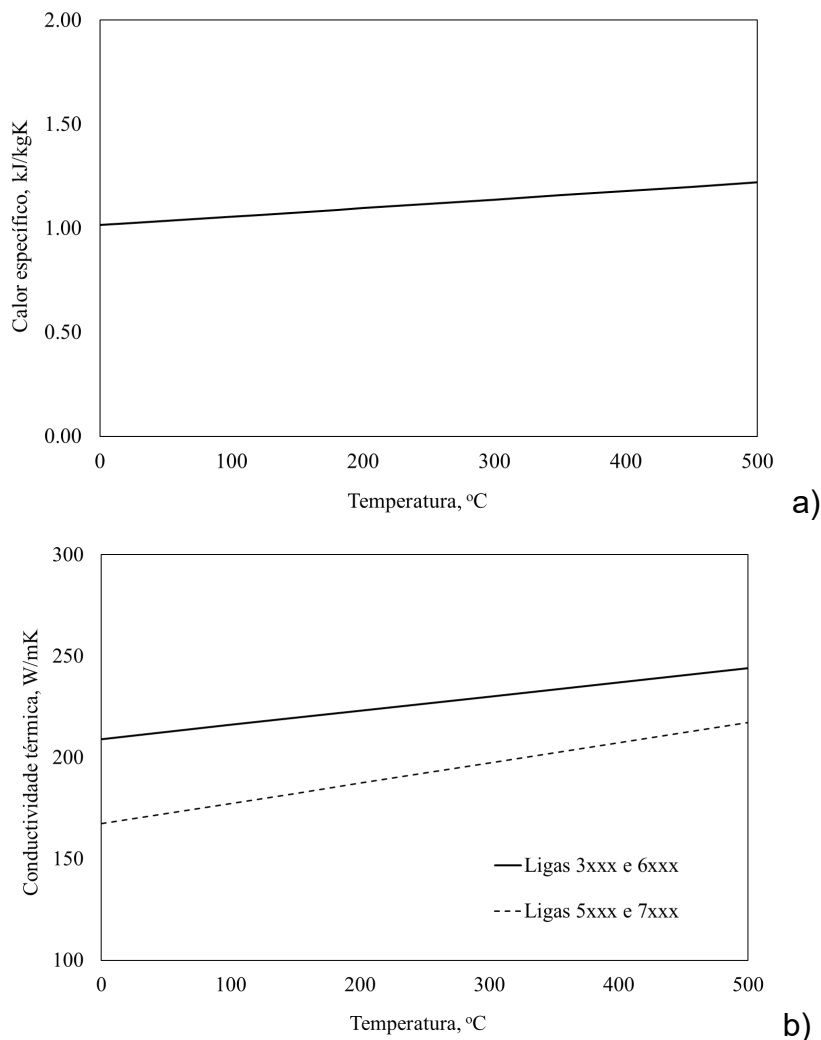 2.00
1.50
1.00
0.50
0.00
Calor específico, kJ/kgK
0 100 200 300 400 500
Temperatura, ºC
a)
300
250
200
150
100
Conductividade térmica, W/mK
Ligas 3xxx e 6xxx
Ligas 5xxx e 7xxx
0 100 200 300 400 500
Temperatura, ºC
b)